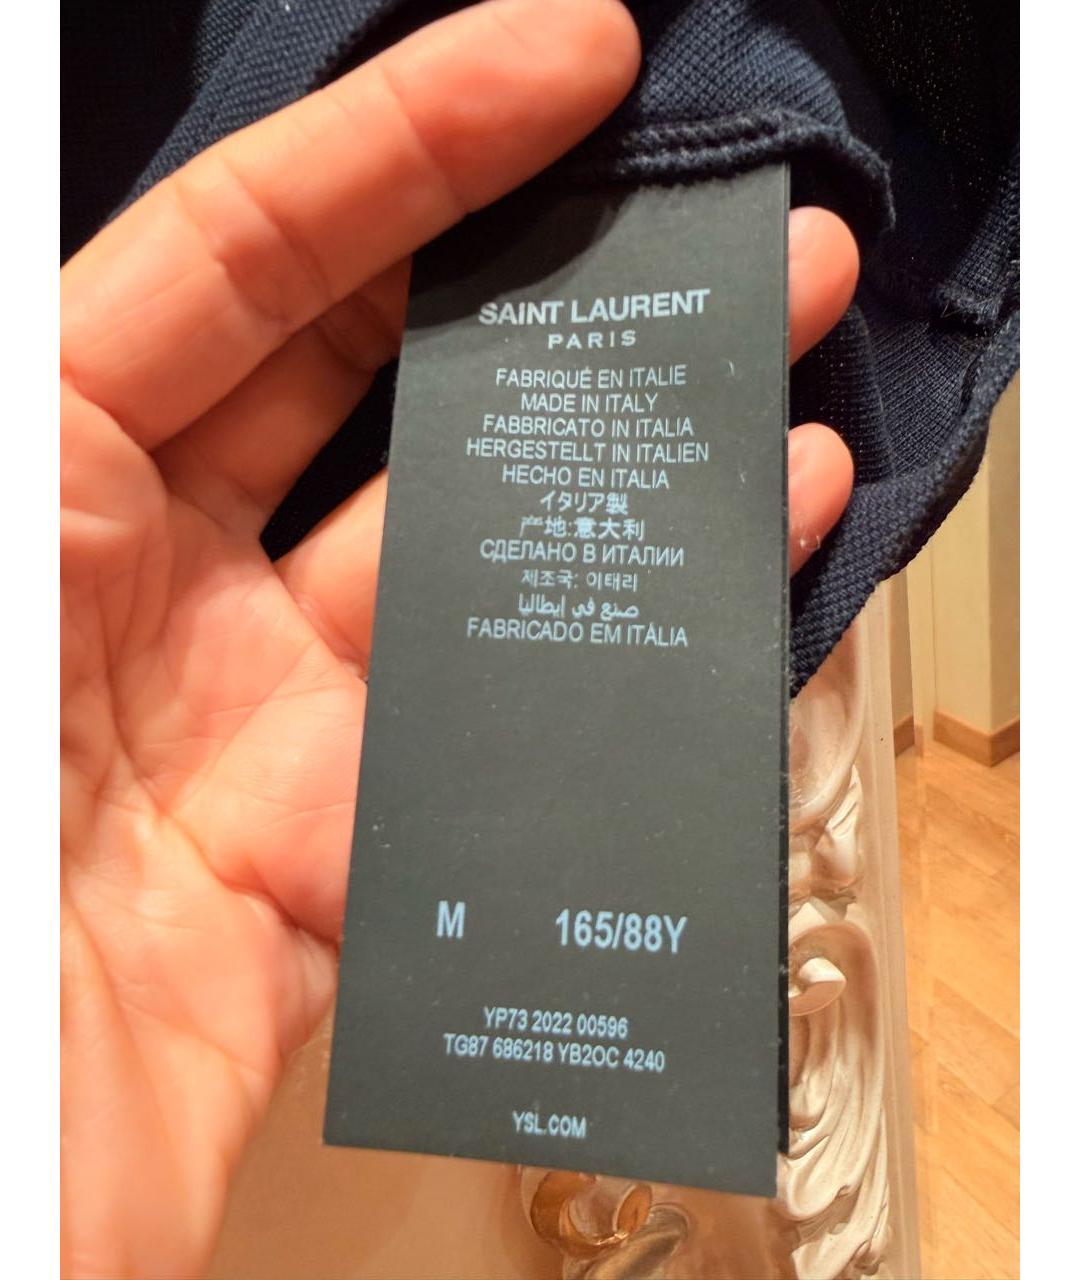 SAINT LAURENT
PARIS
FABRIQUÉ EN ITALIE
MADE IN ITALY
FABBRICATO IN ITALIA
HERGESTELLT IN ITALIEN
HECHO EN ITALIA
イタリア製
产地:意大利
СДЕЛАНО В ИТАЛИИ
제조국: 이태리
صنع في إيطاليا
FABRICADO EM ITÁLIA
M 165/88Y
YP73 2022 00596
TG87 686218 YB2OC 4240
YSL.COM